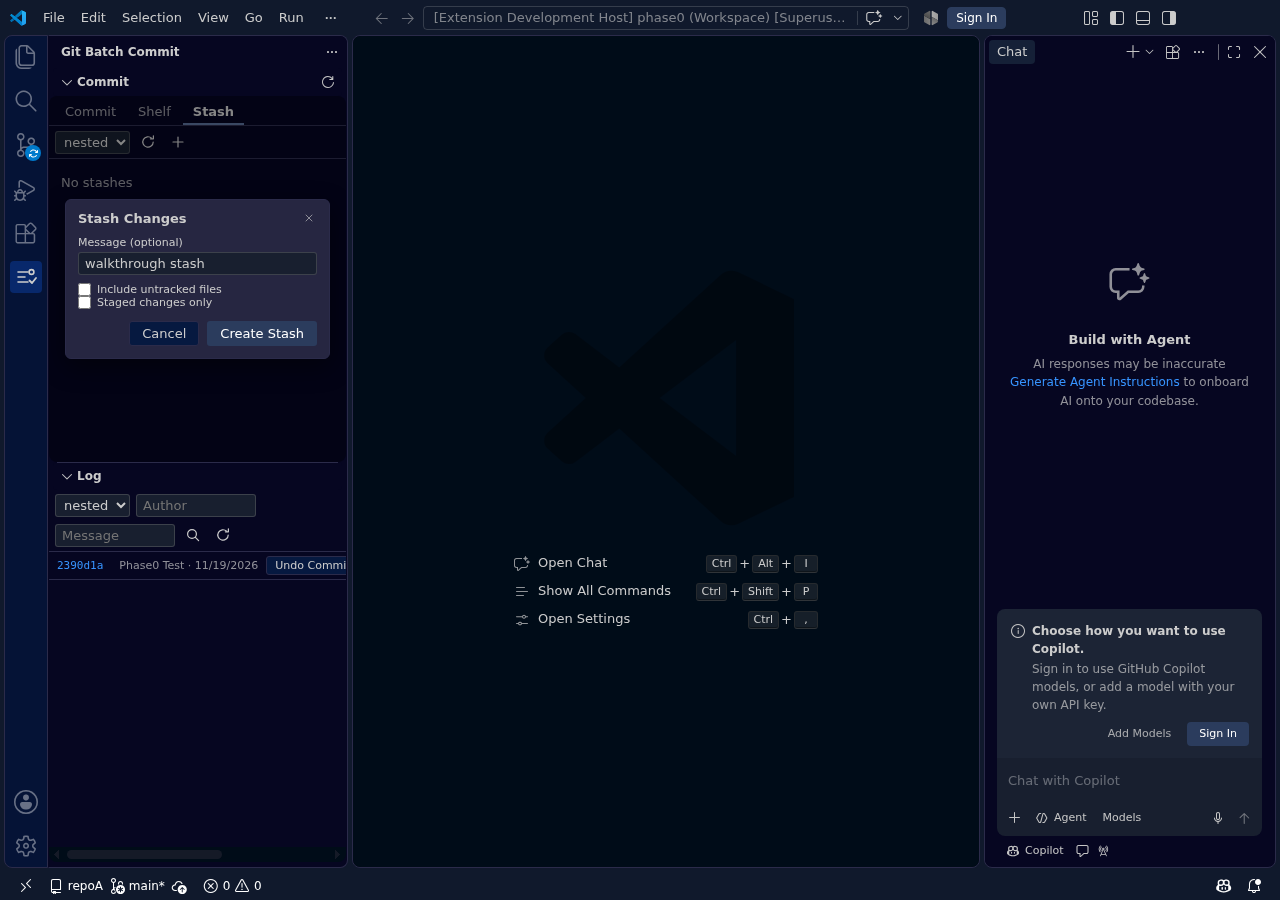 File Edit Selection View Go Run ···
[Extension Development Host] phase0 (Workspace) [Superus...
Sign In
Git Batch Commit
Commit
Commit Shelf Stash
nested
No stashes
Stash Changes
Message (optional)
walkthrough stash
Include untracked files
Staged changes only
Cancel Create Stash
Log
nested Author
Message
2390d1a Phase0 Test · 11/19/2026 Undo Commi
Open Chat Ctrl + Alt + I
Show All Commands Ctrl + Shift + P
Open Settings Ctrl + ,
Chat
Build with Agent
AI responses may be inaccurate
Generate Agent Instructions to onboard
AI onto your codebase.
Choose how you want to use
Copilot.
Sign in to use GitHub Copilot
models, or add a model with your
own API key.
Add Models Sign In
Chat with Copilot
Agent Models
Copilot
repoA main* 0 0